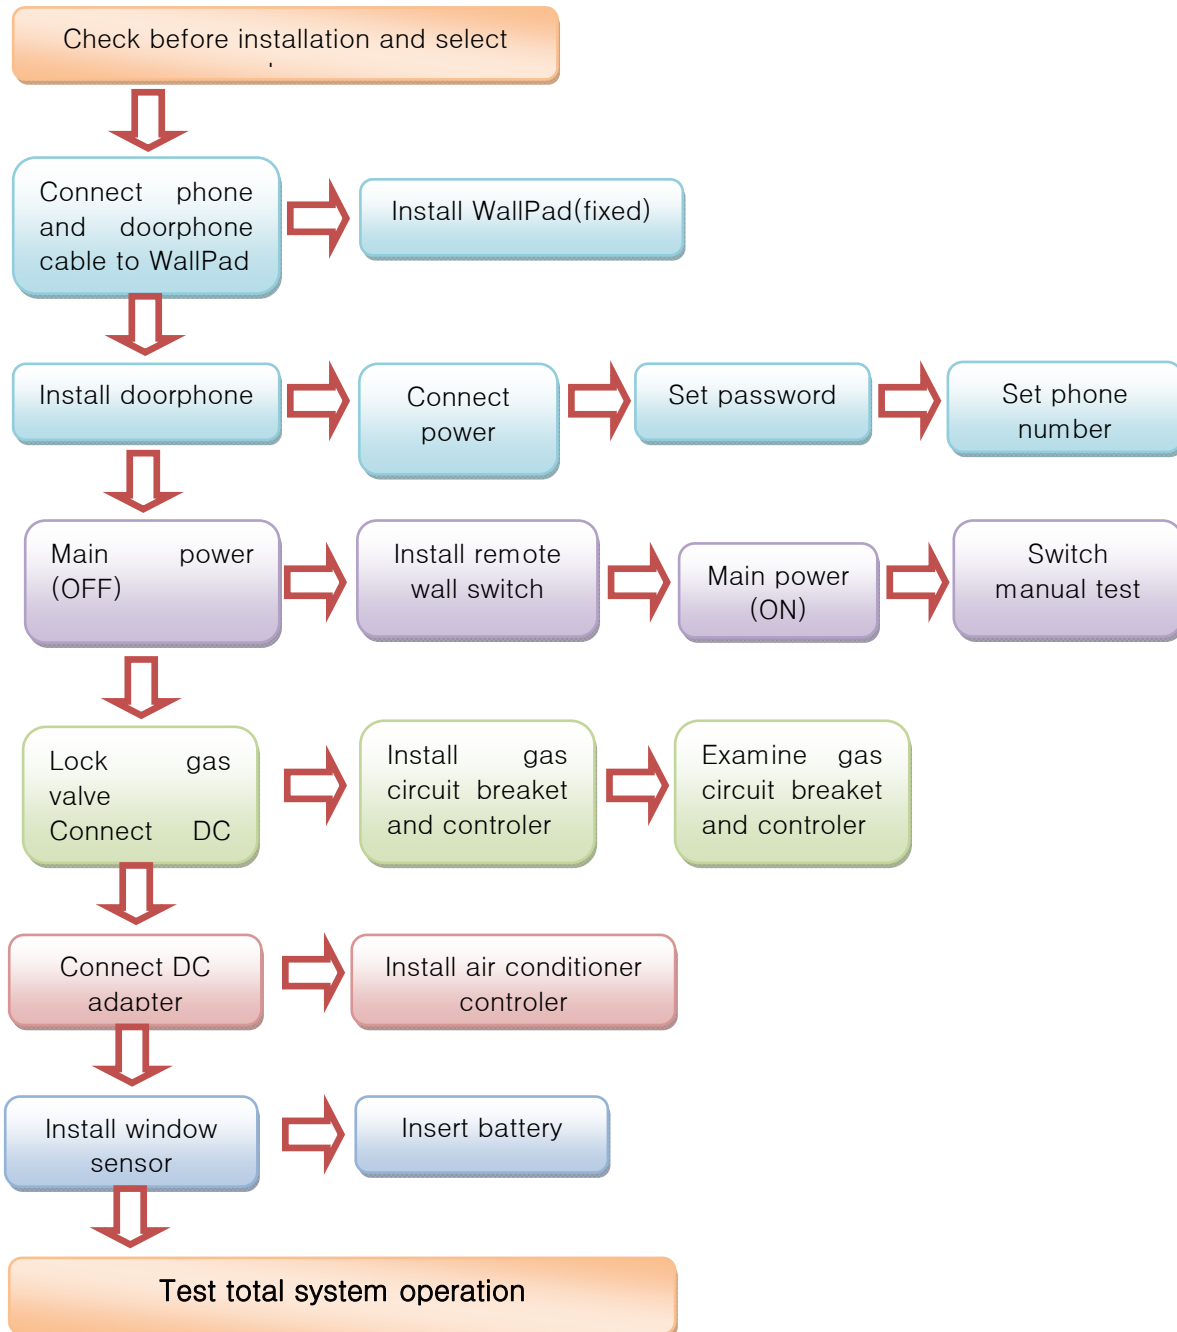 Check before installation and select
Connect phone
and doorphone
cable to WallPad
Install WallPad(fixed)
Install doorphone
Connect
power
Set password
Set phone
number
Main power
(OFF)
Install remote
wall switch
Main power
(ON)
Switch
manual test
Lock gas
valve
Connect DC
Install gas
circuit breaket
and controler
Examine gas
circuit breaket
and controler
Connect DC
adapter
Install air conditioner
controler
Install window
sensor
Insert battery
Test total system operation